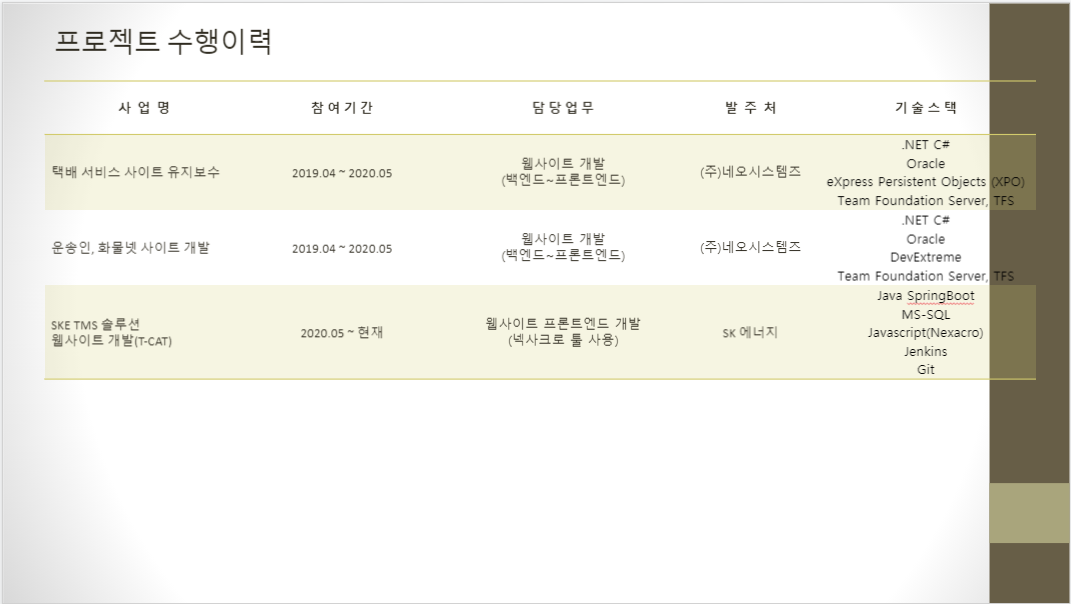 프로젝트 수행이력
사 업 명 참 여 기 간 담 당 업 무 발 주 처 기 술 스 택
택배 서비스 사이트 유지보수 2019.04 ~ 2020.05 웹사이트 개발
(백엔드~프론트엔드) (주)네오시스템즈 .NET C#
Oracle
eXpress Persistent Objects (XPO)
Team Foundation Server, TFS
운송인, 화물넷 사이트 개발 2019.04 ~ 2020.05 웹사이트 개발
(백엔드~프론트엔드) (주)네오시스템즈 .NET C#
Oracle
DevExtreme
Team Foundation Server, TFS
SKE TMS 솔루션
웹사이트 개발(T-CAT) 2020.05 ~ 현재 웹사이트 프론트엔드 개발
(넥사크로 툴 사용) SK 에너지 Java SpringBoot
MS-SQL
Javascript(Nexacro)
Jenkins
Git